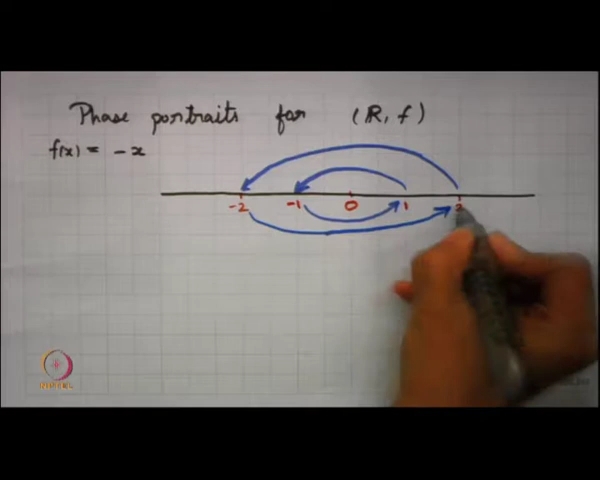 Phase portraits for (R, f)
f(x) = -x
-2 -1 0 1 2